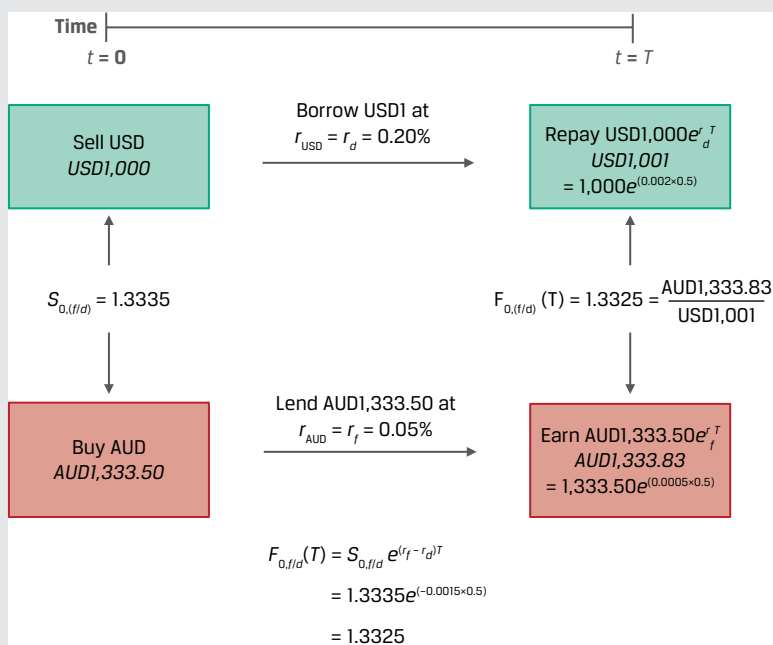 Time
t = 0
t = T
Sell USD
USD1,000
Borrow USD1 at
r_USD = r_d = 0.20%
Repay USD1,000e^{r_d T}
USD1,001
= 1,000e^(0.002×0.5)
S_0,(f/d) = 1.3335
F_0,(f/d) (T) = 1.3325 = AUD1,333.83
USD1,001
Buy AUD
AUD1,333.50
Lend AUD1,333.50 at
r_AUD = r_f = 0.05%
Earn AUD1,333.50e^{r_f T}
AUD1,333.83
= 1,333.50e^(0.0005×0.5)
F_0,f/d(T) = S_0,f/d e^(r_f − r_d)T
= 1.3335e^(−0.0015×0.5)
= 1.3325